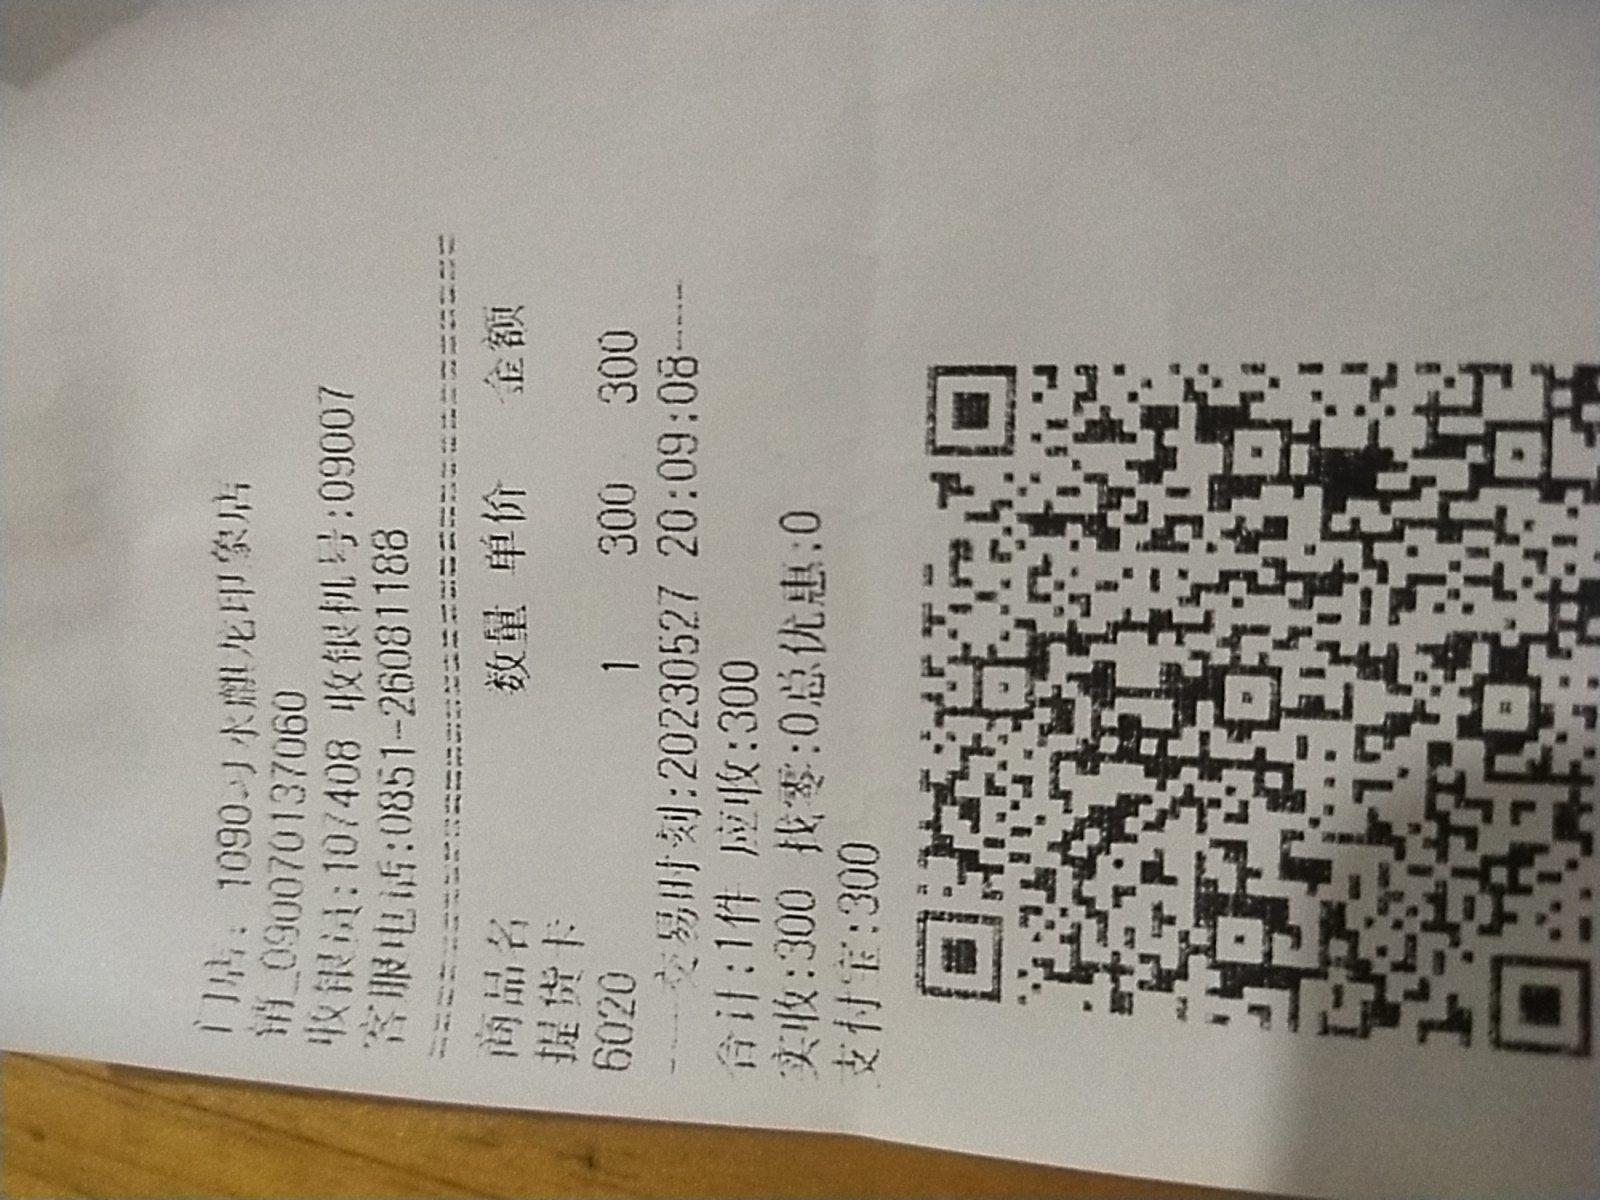 门店: 1090习水麒龙印象店
销_090070137060
收银员:107408 收银机号:09007
客服电话:0851-26081188
商品名 数量 单价 金额
提货卡
6020 1 300 300
交易时刻:20230527 20:09:08
合计:1件 应收:300
实收:300 找零:0总优惠:0
支付宝:300